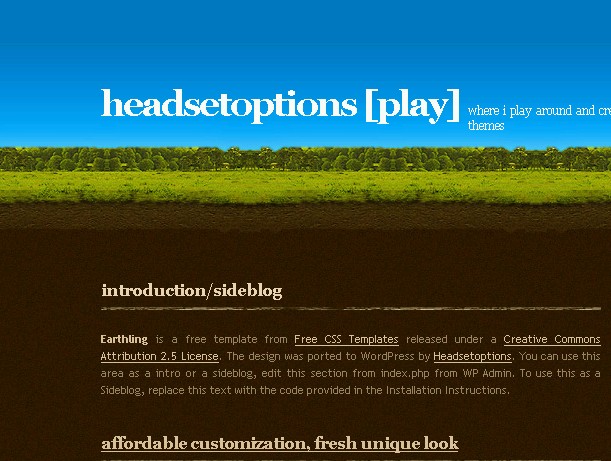 headsetoptions [play]
where i play around and
themes
introduction/sideblog
Earthling is a free template from Free CSS Templates released under a Creative Commons
Attribution 2.5 License. The design was ported to WordPress by Headsetoptions. You can use this
area as a intro or a sideblog, edit this section from index.php from WP Admin. To use this as a
Sideblog, replace this text with the code provided in the Installation Instructions.
affordable customization, fresh unique look